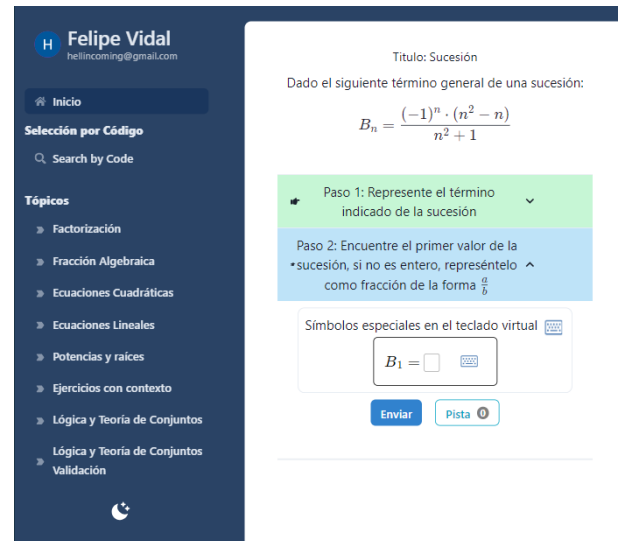 H
Felipe Vidal
hellincoming@gmail.com
Inicio
Selección por Código
Search by Code
Tópicos
Factorización
Fracción Algebraica
Ecuaciones Cuadráticas
Ecuaciones Lineales
Potencias y raíces
Ejercicios con contexto
Lógica y Teoría de Conjuntos
Lógica y Teoría de Conjuntos
Validación
Titulo: Sucesión
Dado el siguiente término general de una sucesión:
B_n = \frac{(-1)^n \cdot (n^2 - n)}{n^2 + 1}
Paso 1: Represente el término
indicado de la sucesión
Paso 2: Encuentre el primer valor de la
sucesión, si no es entero, represéntelo
como fracción de la forma \frac{a}{b}
Símbolos especiales en el teclado virtual
B_1 =
Enviar
Pista 0